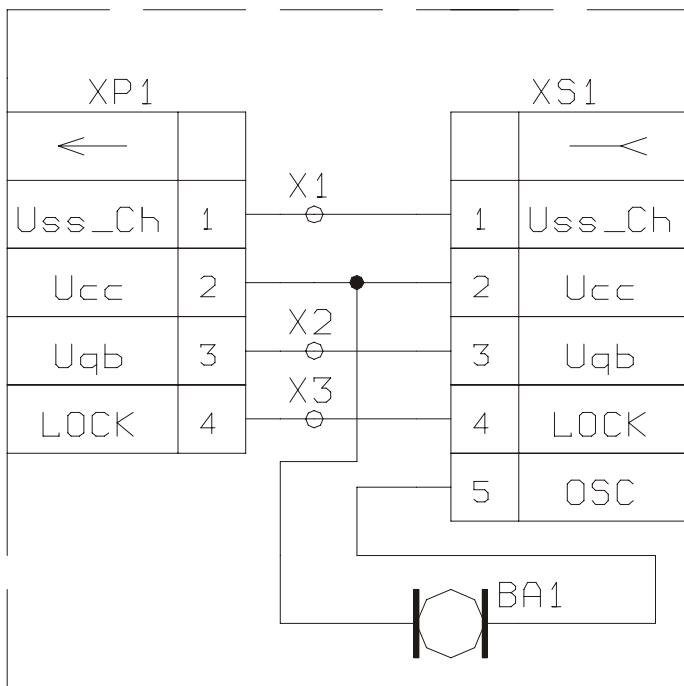 XP1 XS1
X1
Uss_Ch 1 1 Uss_Ch
Ucc 2 2 Ucc
X2
Uqb 3 3 Uqb
X3
LOCK 4 4 LOCK
5 OSC
BA1